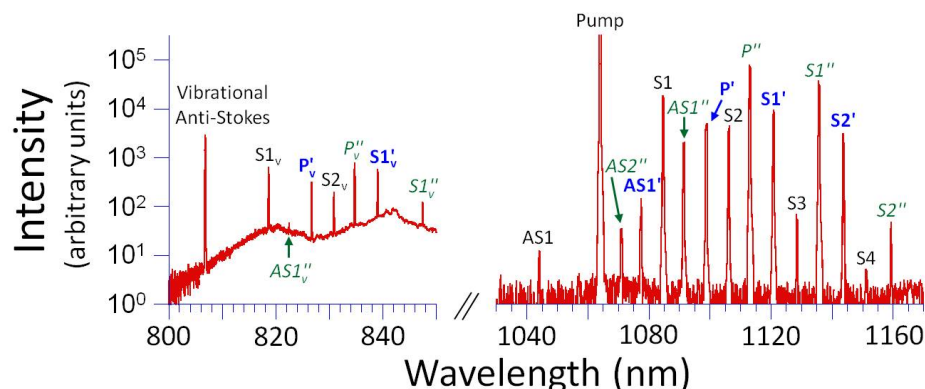 Pump
10⁵
10⁴
10³
10²
10¹
10⁰
Intensity
(arbitrary units)
Vibrational
Anti-Stokes
S1ᵥ
P'ᵥ
S2ᵥ
P''ᵥ
S1'ᵥ
S1''ᵥ
AS1''ᵥ
AS1
AS2''
AS1'
S1
AS1''
P'
S2
P''
S1'
S3
S1''
S2'
S4
S2''
800 820 840 // 1040 1080 1120 1160
Wavelength (nm)